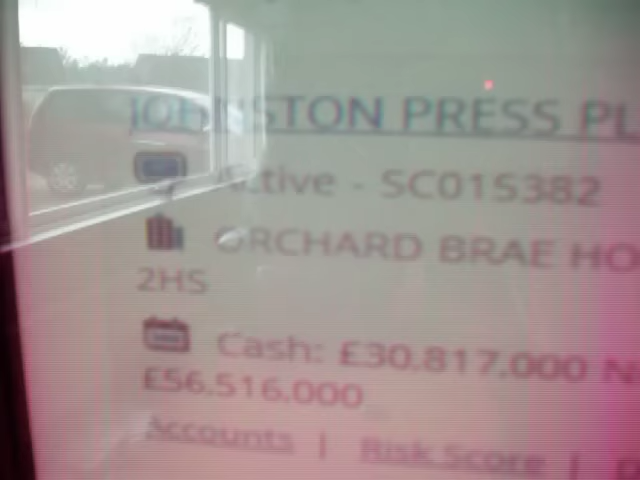 JOHNSTON PRESS PL
Active - SC015382
ORCHARD BRAE HO
2HS
Cash: £30,817,000 N
£56,516,000
Accounts | Risk Score |